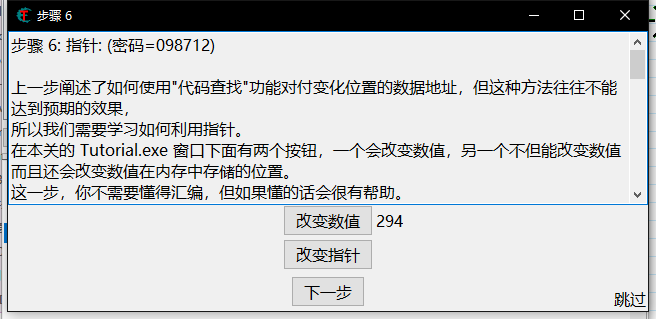 步骤 6
步骤 6: 指针: (密码=098712)
上一步阐述了如何使用"代码查找"功能对付变化位置的数据地址，但这种方法往往不能
达到预期的效果，
所以我们需要学习如何利用指针。
在本关的 Tutorial.exe 窗口下面有两个按钮，一个会改变数值，另一个不但能改变数值
而且还会改变数值在内存中存储的位置。
这一步，你不需要懂得汇编，但如果懂的话会很有帮助。
改变数值 294
改变指针
下一步
跳过